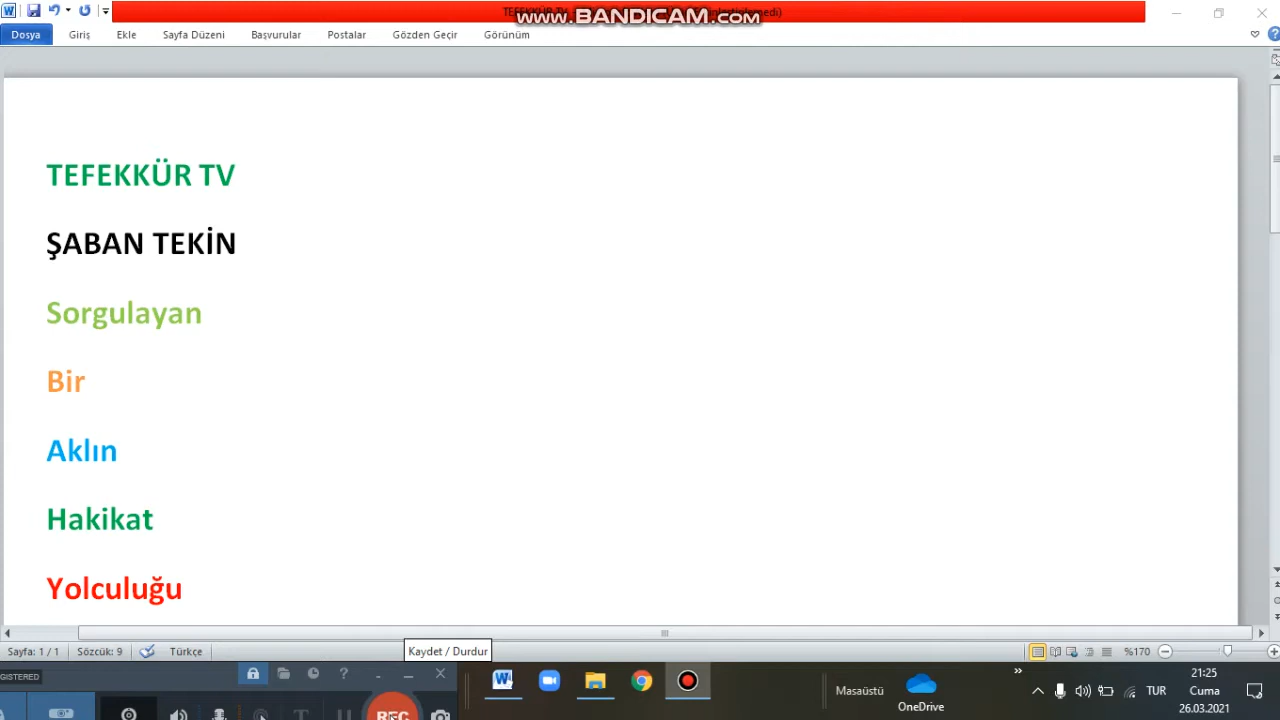 www.BANDICAM.com
Dosya Giriş Ekle Sayfa Düzeni Başvurular Postalar Gözden Geçir Görünüm
TEFEKKÜR TV
ŞABAN TEKİN
Sorgulayan
Bir
Aklın
Hakikat
Yolculuğu
Kaydet / Durdur
Sayfa: 1 / 1 Sözcük: 9 Türkçe %170
GISTERED
REC
Masaüstü
OneDrive
TUR
21:25
Cuma
26.03.2021